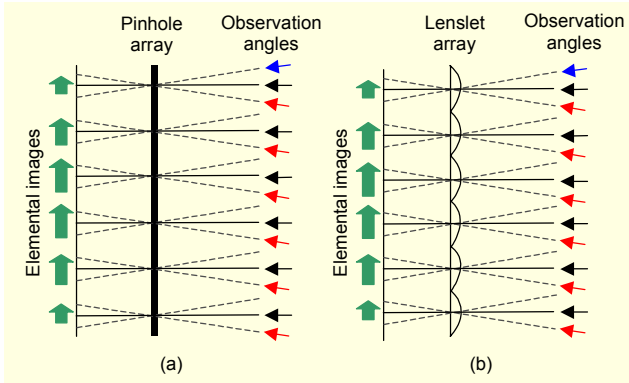 Pinhole
array
Observation
angles
Elemental images
(a)
Lenslet
array
Observation
angles
Elemental images
(b)